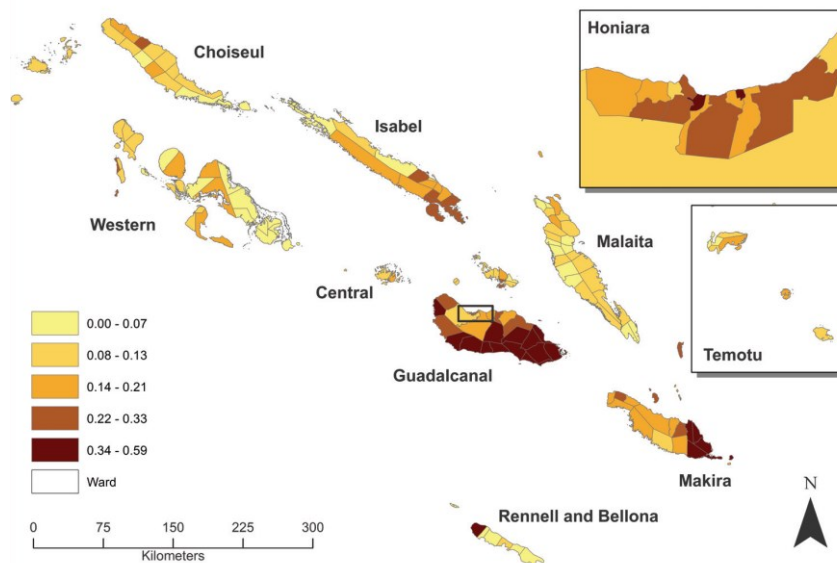 Honiara
Choiseul
Isabel
Western
Malaita
Central
Temotu
Guadalcanal
Makira
Rennell and Bellona
0.00 - 0.07
0.08 - 0.13
0.14 - 0.21
0.22 - 0.33
0.34 - 0.59
Ward
N
0 75 150 225 300
Kilometers